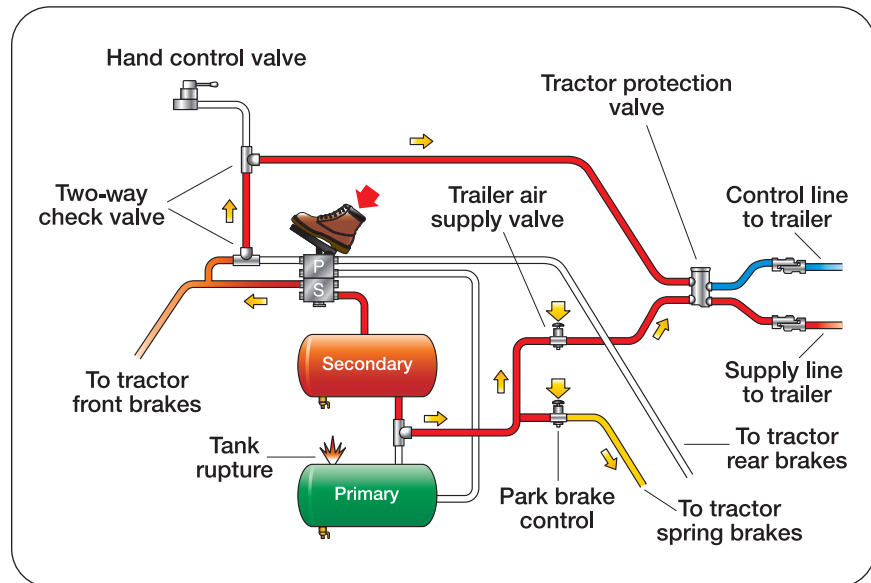 Hand control valve
Tractor protection
valve
Two-way
check valve
Trailer air
supply valve
Control line
to trailer
P
S
Secondary
To tractor
front brakes
Supply line
to trailer
Tank
rupture
Primary
Park brake
control
To tractor
rear brakes
To tractor
spring brakes